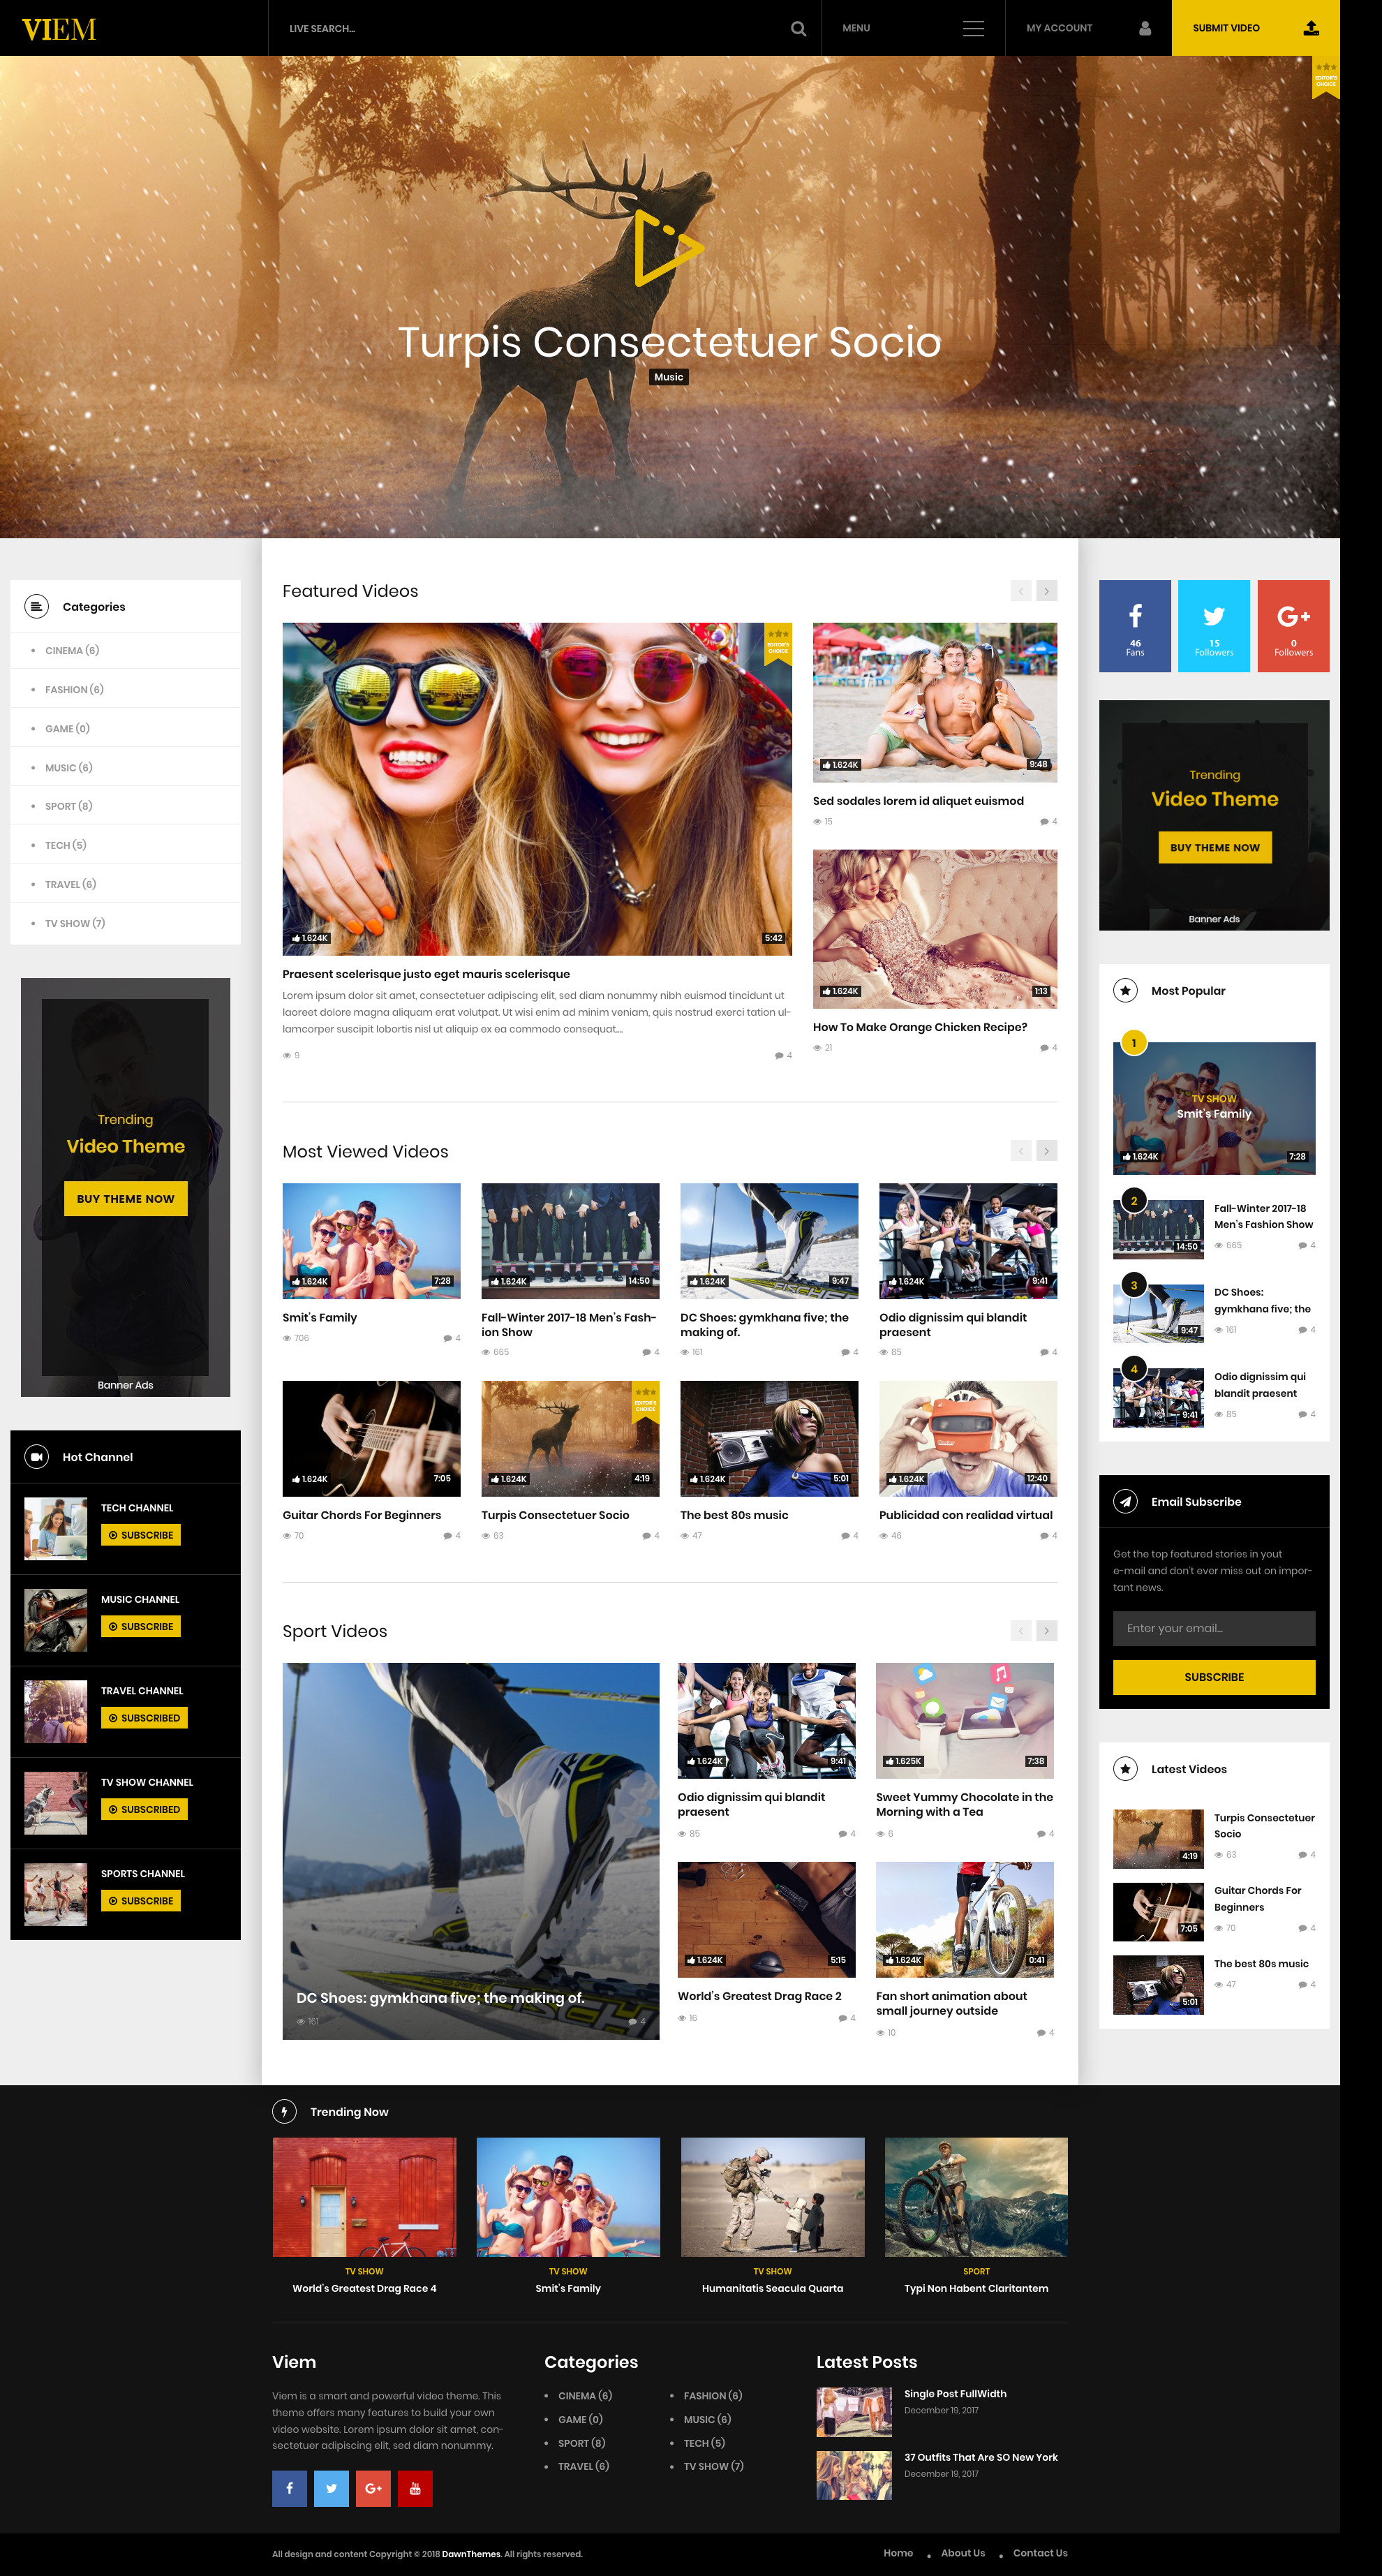 VIEM
LIVE SEARCH...
MENU
MY ACCOUNT
SUBMIT VIDEO
EDITOR'S
CHOICE
Turpis Consectetuer Socio
Music
Categories
CINEMA (6)
FASHION (6)
GAME (0)
MUSIC (6)
SPORT (8)
TECH (5)
TRAVEL (6)
TV SHOW (7)
Trending
Video Theme
BUY THEME NOW
Banner Ads
Hot Channel
TECH CHANNEL
SUBSCRIBE
MUSIC CHANNEL
SUBSCRIBE
TRAVEL CHANNEL
SUBSCRIBED
TV SHOW CHANNEL
SUBSCRIBED
SPORTS CHANNEL
SUBSCRIBE
Featured Videos
EDITOR'S
CHOICE
1.624K 5:42
Praesent scelerisque justo eget mauris scelerisque
Lorem ipsum dolor sit amet, consectetuer adipiscing elit, sed diam nonummy nibh euismod tincidunt ut
laoreet dolore magna aliquam erat volutpat. Ut wisi enim ad minim veniam, quis nostrud exerci tation ul-
lamcorper suscipit lobortis nisl ut aliquip ex ea commodo consequat....
9 4
1.624K 9:48
Sed sodales lorem id aliquet euismod
15 4
1.624K 1:13
How To Make Orange Chicken Recipe?
21 4
Most Viewed Videos
1.624K 7:28
Smit's Family
706 4
1.624K 14:50
Fall-Winter 2017-18 Men's Fash-
ion Show
665 4
1.624K 9:47
DC Shoes: gymkhana five; the
making of.
161 4
1.624K 9:41
Odio dignissim qui blandit
praesent
85 4
1.624K 7:05
Guitar Chords For Beginners
70 4
EDITOR'S
CHOICE
1.624K 4:19
Turpis Consectetuer Socio
63 4
1.624K 5:01
The best 80s music
47 4
1.624K 12:40
Publicidad con realidad virtual
46 4
Sport Videos
DC Shoes: gymkhana five; the making of.
161 4
1.624K 9:41
Odio dignissim qui blandit
praesent
85 4
1.625K 7:38
Sweet Yummy Chocolate in the
Morning with a Tea
6 4
1.624K 5:15
World's Greatest Drag Race 2
16 4
1.624K 0:41
Fan short animation about
small journey outside
10 4
46
Fans
15
Followers
0
Followers
Trending
Video Theme
BUY THEME NOW
Banner Ads
Most Popular
1
TV SHOW
Smit's Family
1.624K 7:28
2
14:50
Fall-Winter 2017-18
Men's Fashion Show
665 4
3
9:47
DC Shoes:
gymkhana five; the
161 4
4
9:41
Odio dignissim qui
blandit praesent
85 4
Email Subscribe
Get the top featured stories in yout
e-mail and don't ever miss out on impor-
tant news.
Enter your email...
SUBSCRIBE
Latest Videos
4:19
Turpis Consectetuer
Socio
63 4
7:05
Guitar Chords For
Beginners
70 4
5:01
The best 80s music
47 4
Trending Now
TV SHOW
World's Greatest Drag Race 4
TV SHOW
Smit's Family
TV SHOW
Humanitatis Seacula Quarta
SPORT
Typi Non Habent Claritantem
Viem
Viem is a smart and powerful video theme. This
theme offers many features to build your own
video website. Lorem ipsum dolor sit amet, con-
sectetuer adipiscing elit, sed diam nonummy.
Categories
CINEMA (6)
FASHION (6)
GAME (0)
MUSIC (6)
SPORT (8)
TECH (5)
TRAVEL (6)
TV SHOW (7)
Latest Posts
Single Post FullWidth
December 19, 2017
37 Outfits That Are SO New York
December 19, 2017
All design and content Copyright © 2018 DawnThemes. All rights reserved.
Home
About Us
Contact Us